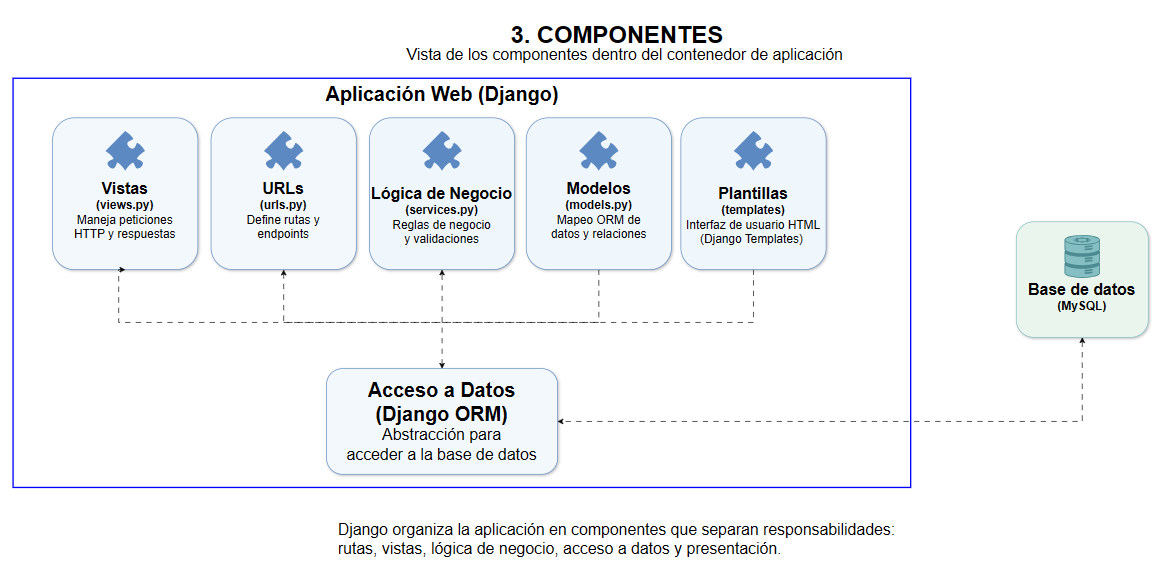 3. COMPONENTES
Vista de los componentes dentro del contenedor de aplicación
Aplicación Web (Django)
Vistas
(views.py)
Maneja peticiones
HTTP y respuestas
URLs
(urls.py)
Define rutas y
endpoints
Lógica de Negocio
(services.py)
Reglas de negocio
y validaciones
Modelos
(models.py)
Mapeo ORM de
datos y relaciones
Plantillas
(templates)
Interfaz de usuario HTML
(Django Templates)
Base de datos
(MySQL)
Acceso a Datos
(Django ORM)
Abstracción para
acceder a la base de datos
Django organiza la aplicación en componentes que separan responsabilidades:
rutas, vistas, lógica de negocio, acceso a datos y presentación.